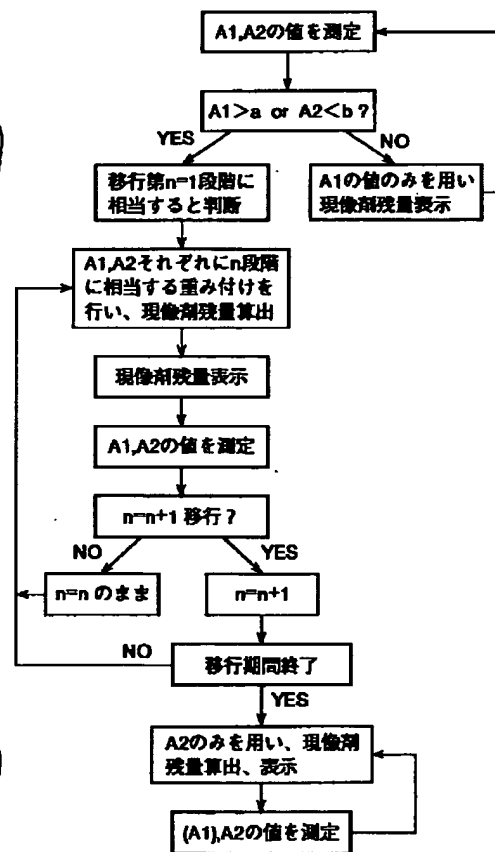 A1,A2の値を測定
A1>a or A2<b?
YES
NO
移行第n=1段階に
相当すると判断
A1の値のみを用い
現像剤残量表示
A1,A2それぞれにn段階
に相当する重み付けを
行い、現像剤残量算出
現像剤残量表示
A1,A2の値を測定
n=n+1 移行?
NO
YES
n=n のまま
n=n+1
NO
移行期間終了
YES
A2のみを用い、現像剤
残量算出、表示
(A1),A2の値を測定